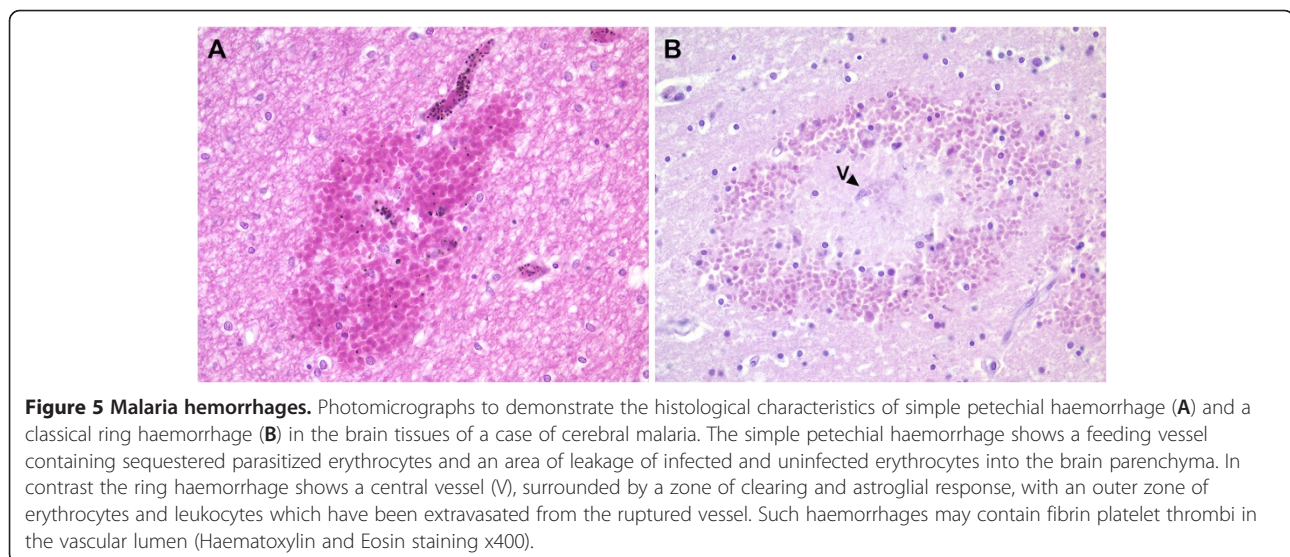 A
B
V
Figure 5 Malaria hemorrhages. Photomicrographs to demonstrate the histological characteristics of simple petechial haemorrhage (A) and a
classical ring haemorrhage (B) in the brain tissues of a case of cerebral malaria. The simple petechial haemorrhage shows a feeding vessel
containing sequestered parasitized erythrocytes and an area of leakage of infected and uninfected erythrocytes into the brain parenchyma. In
contrast the ring haemorrhage shows a central vessel (V), surrounded by a zone of clearing and astroglial response, with an outer zone of
erythrocytes and leukocytes which have been extravasated from the ruptured vessel. Such haemorrhages may contain fibrin platelet thrombi in
the vascular lumen (Haematoxylin and Eosin staining x400).